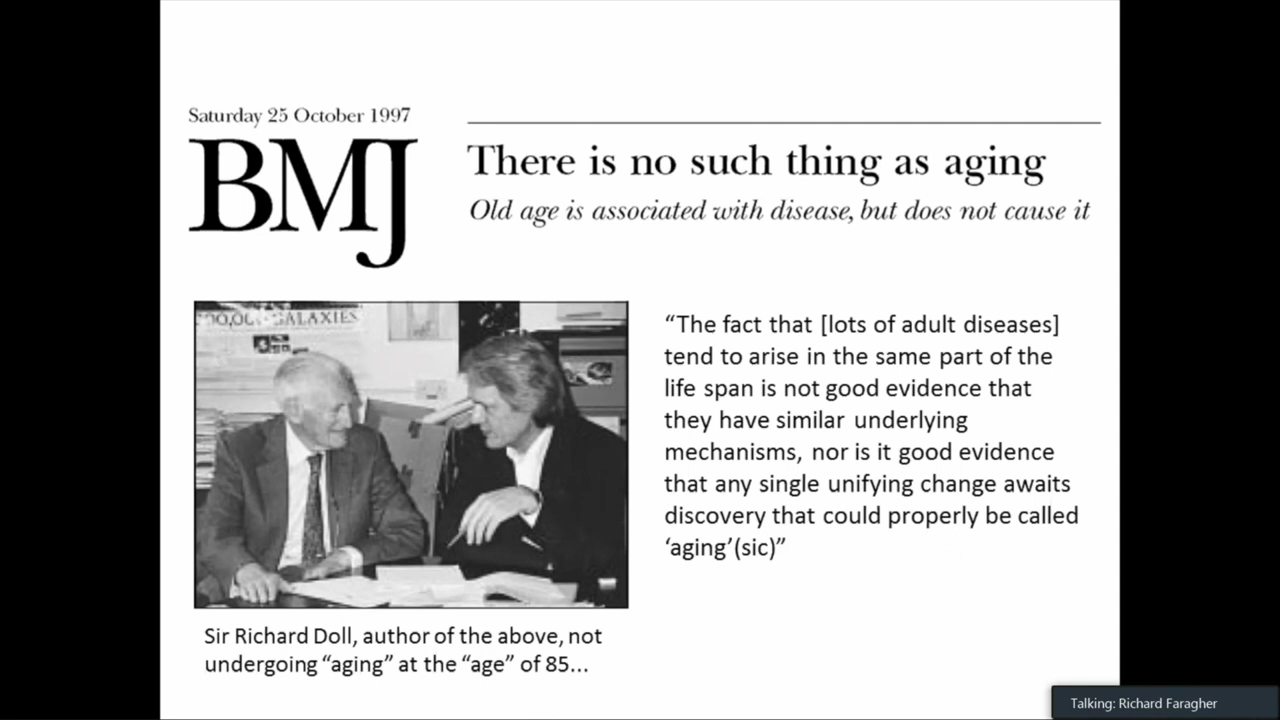 Saturday 25 October 1997
BMJ
There is no such thing as aging
Old age is associated with disease, but does not cause it
GALAXIES
“The fact that [lots of adult diseases]
tend to arise in the same part of the
life span is not good evidence that
they have similar underlying
mechanisms, nor is it good evidence
that any single unifying change awaits
discovery that could properly be called
‘aging’(sic)”
Sir Richard Doll, author of the above, not
undergoing “aging” at the “age” of 85...
Talking: Richard Faragher